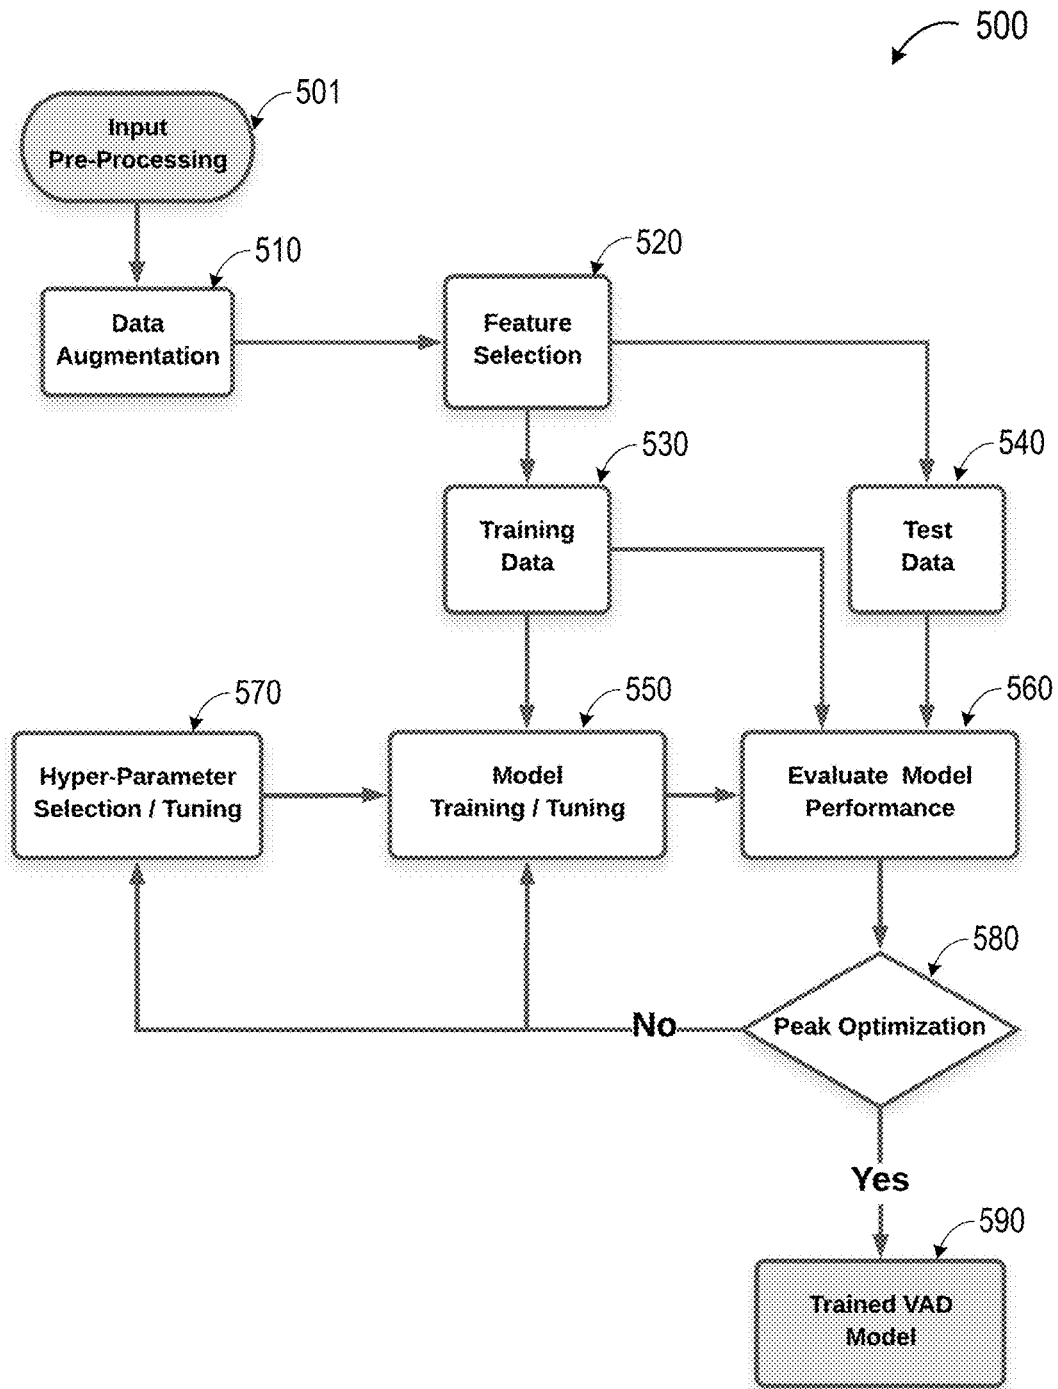 500
501
Input
Pre-Processing
510
520
Data
Augmentation
Feature
Selection
530
540
Training
Data
Test
Data
570
550
560
Hyper-Parameter
Selection / Tuning
Model
Training / Tuning
Evaluate Model
Performance
580
Peak Optimization
No
Yes
590
Trained VAD
Model